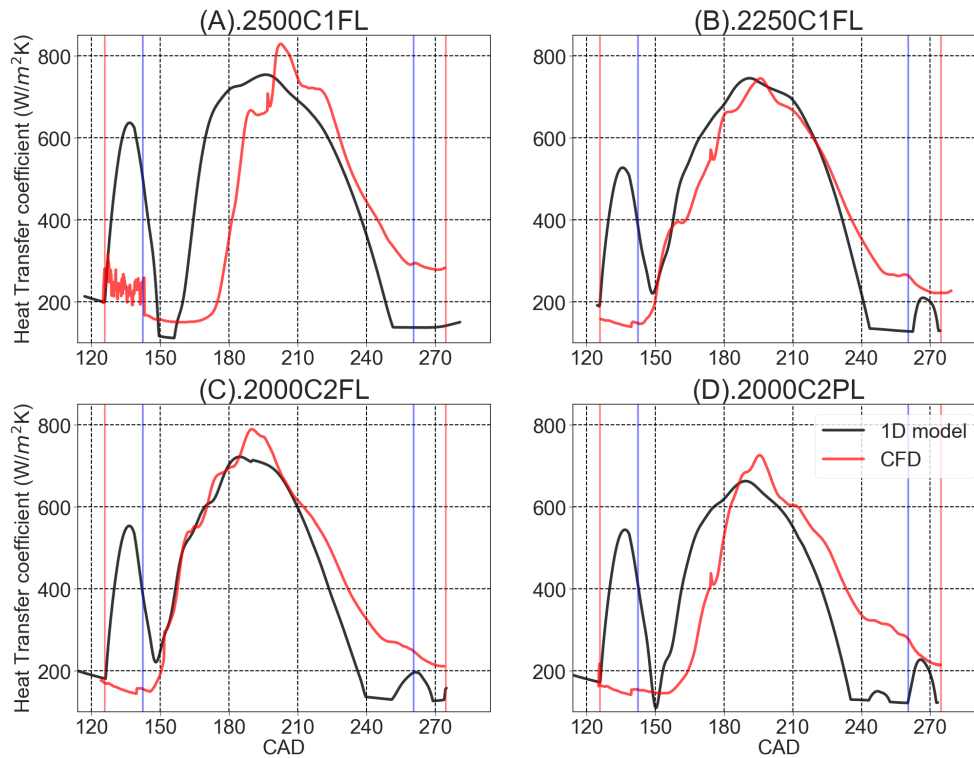 (A).2500C1FL
(B).2250C1FL
Heat Transfer coefficient (W/m²K)
800
600
400
200
120 150 180 210 240 270
800
600
400
200
120 150 180 210 240 270
(C).2000C2FL
(D).2000C2PL
Heat Transfer coefficient (W/m²K)
800
600
400
200
120 150 180 210 240 270
CAD
800
600
400
200
120 150 180 210 240 270
CAD
1D model
CFD